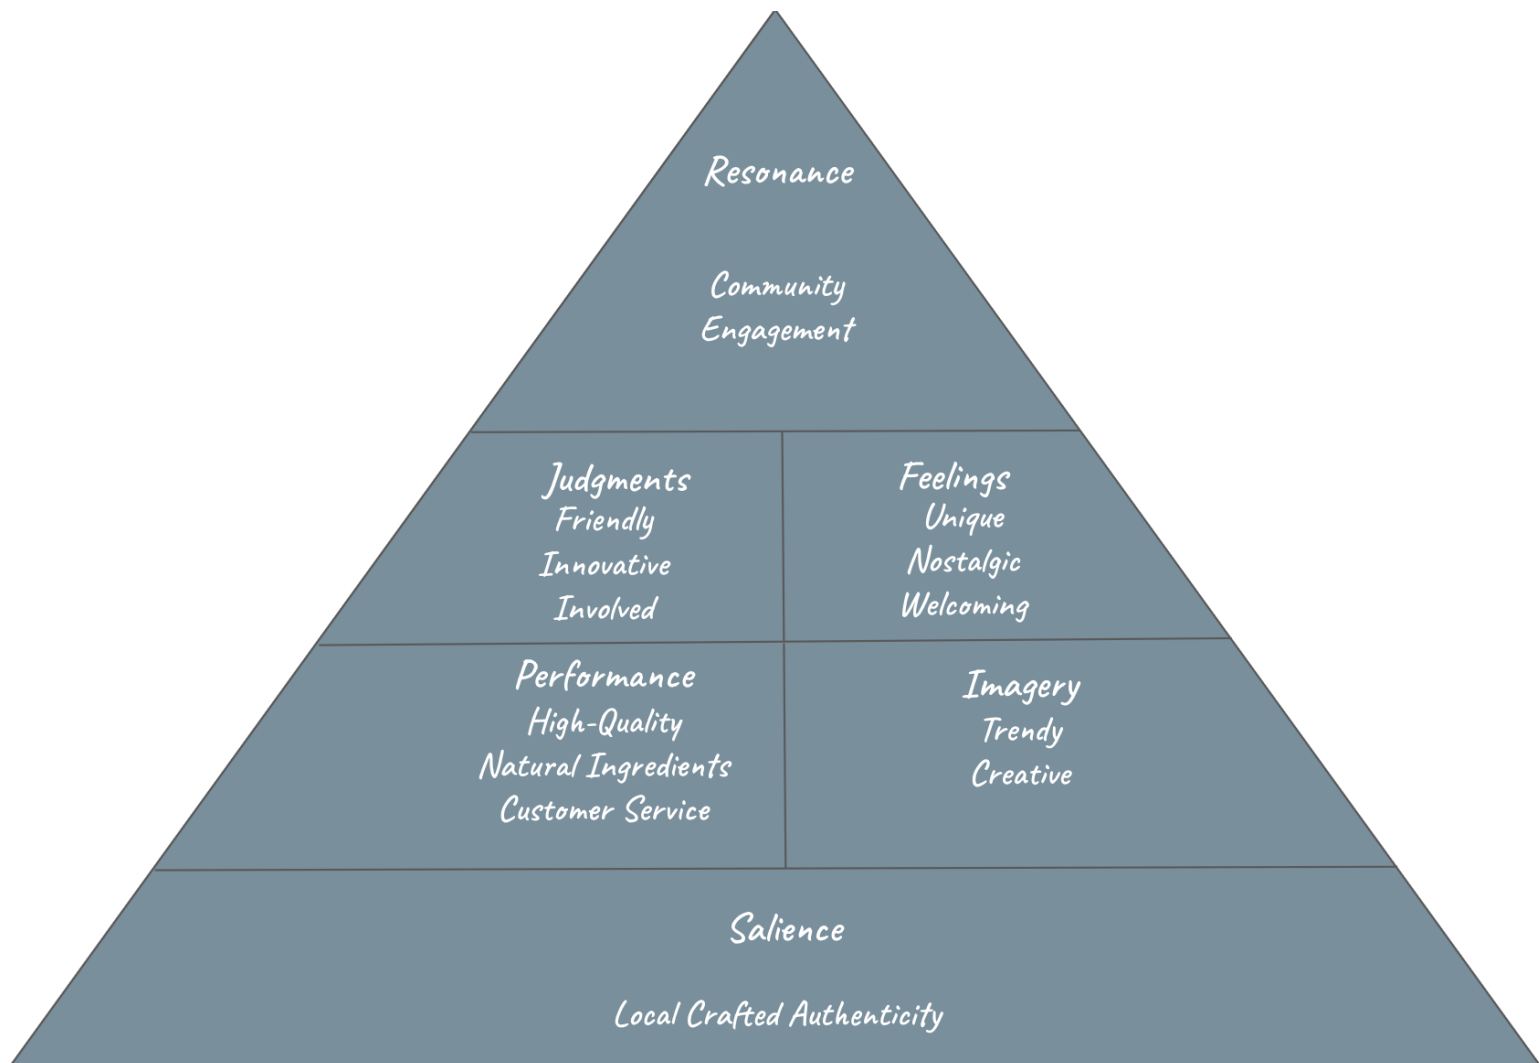 Resonance
Community
Engagement
Judgments
Friendly
Innovative
Involved
Feelings
Unique
Nostalgic
Welcoming
Performance
High-Quality
Natural Ingredients
Customer Service
Imagery
Trendy
Creative
Salience
Local Crafted Authenticity